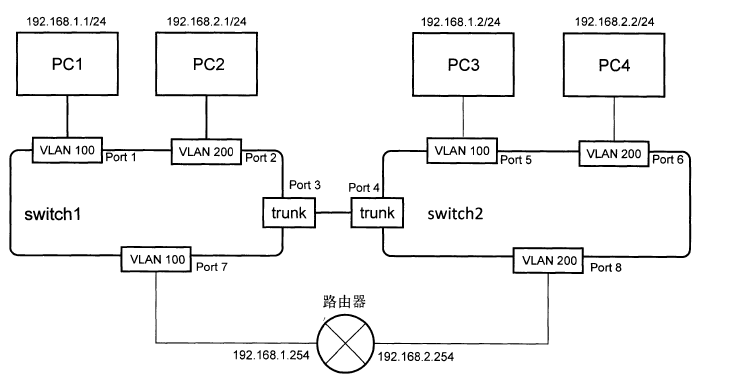 192.168.1.1/24 192.168.2.1/24 192.168.1.2/24 192.168.2.2/24
PC1 PC2 PC3 PC4
VLAN 100 Port 1 VLAN 200 Port 2 VLAN 100 Port 5 VLAN 200 Port 6
Port 3 Port 4
switch1 trunk trunk switch2
VLAN 100 Port 7 VLAN 200 Port 8
路由器
192.168.1.254 192.168.2.254